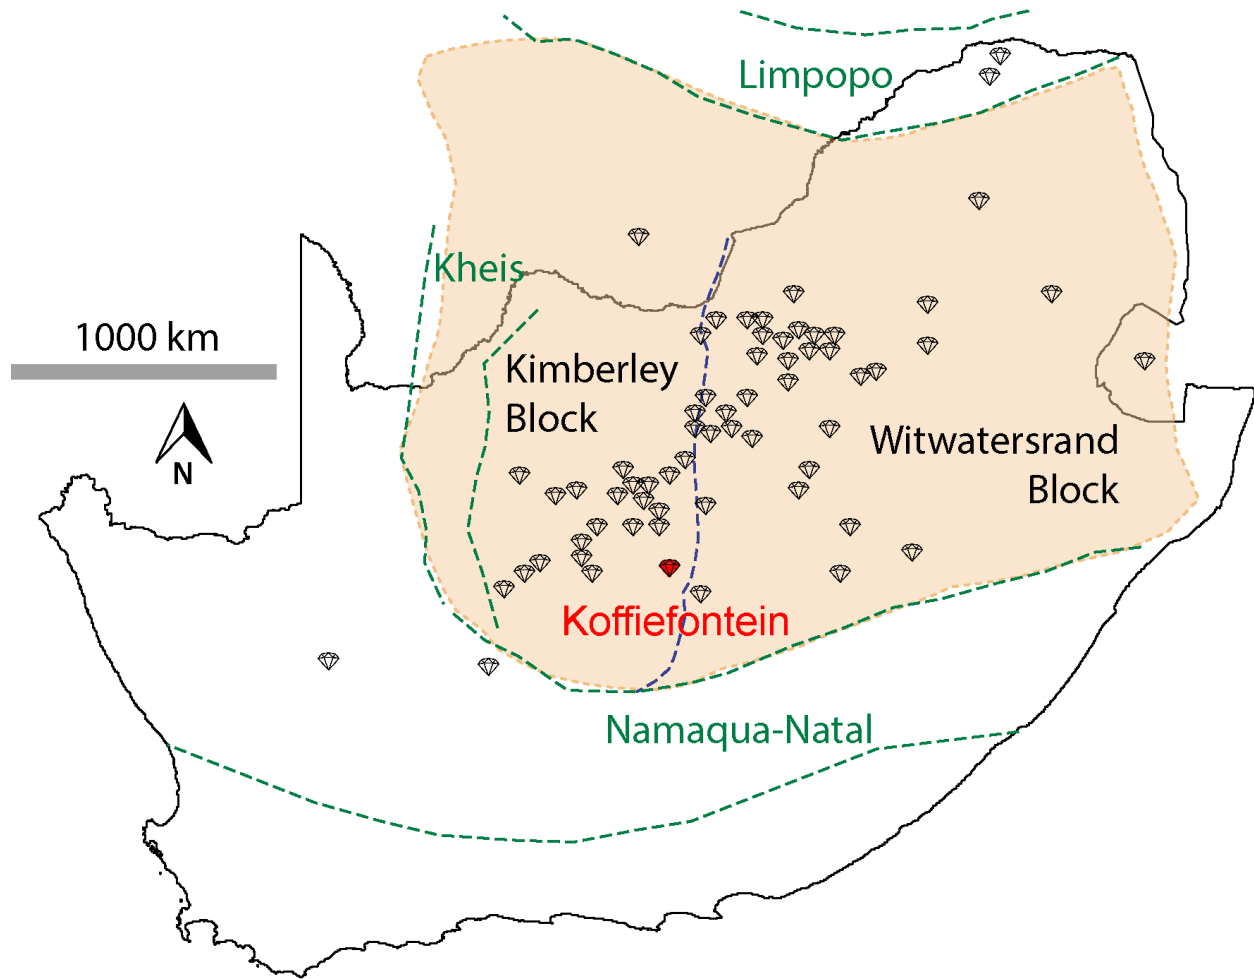 Limpopo
Kheis
1000 km
N
Kimberley
Block
Witwatersrand
Block
Koffiefontein
Namaqua-Natal